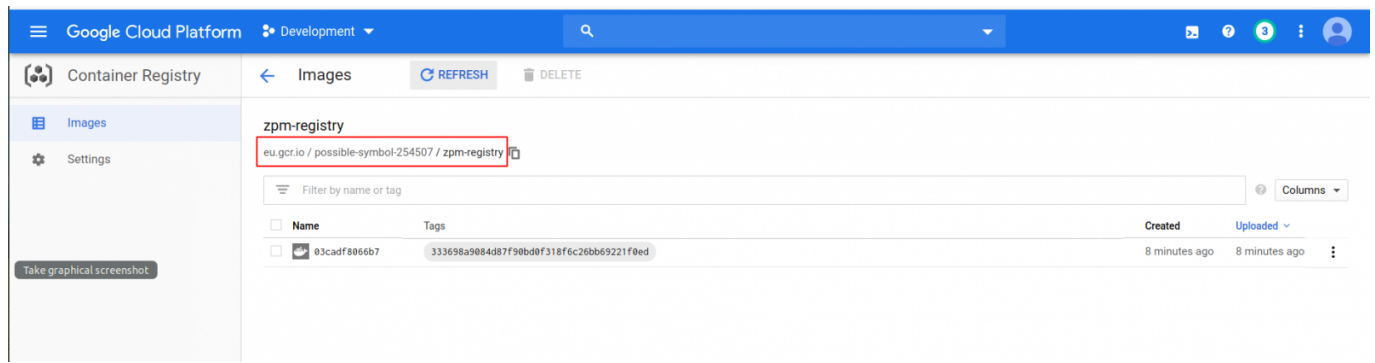 Google Cloud Platform Development 3
Container Registry Images REFRESH DELETE
Images
Settings
zpm-registry
eu.gcr.io / possible-symbol-254507 / zpm-registry
Filter by name or tag Columns
Name Tags Created Uploaded
03cadf8066b7 333698a9084d87f90bd0f318f6c26bb69221f0ed 8 minutes ago 8 minutes ago
Take graphical screenshot